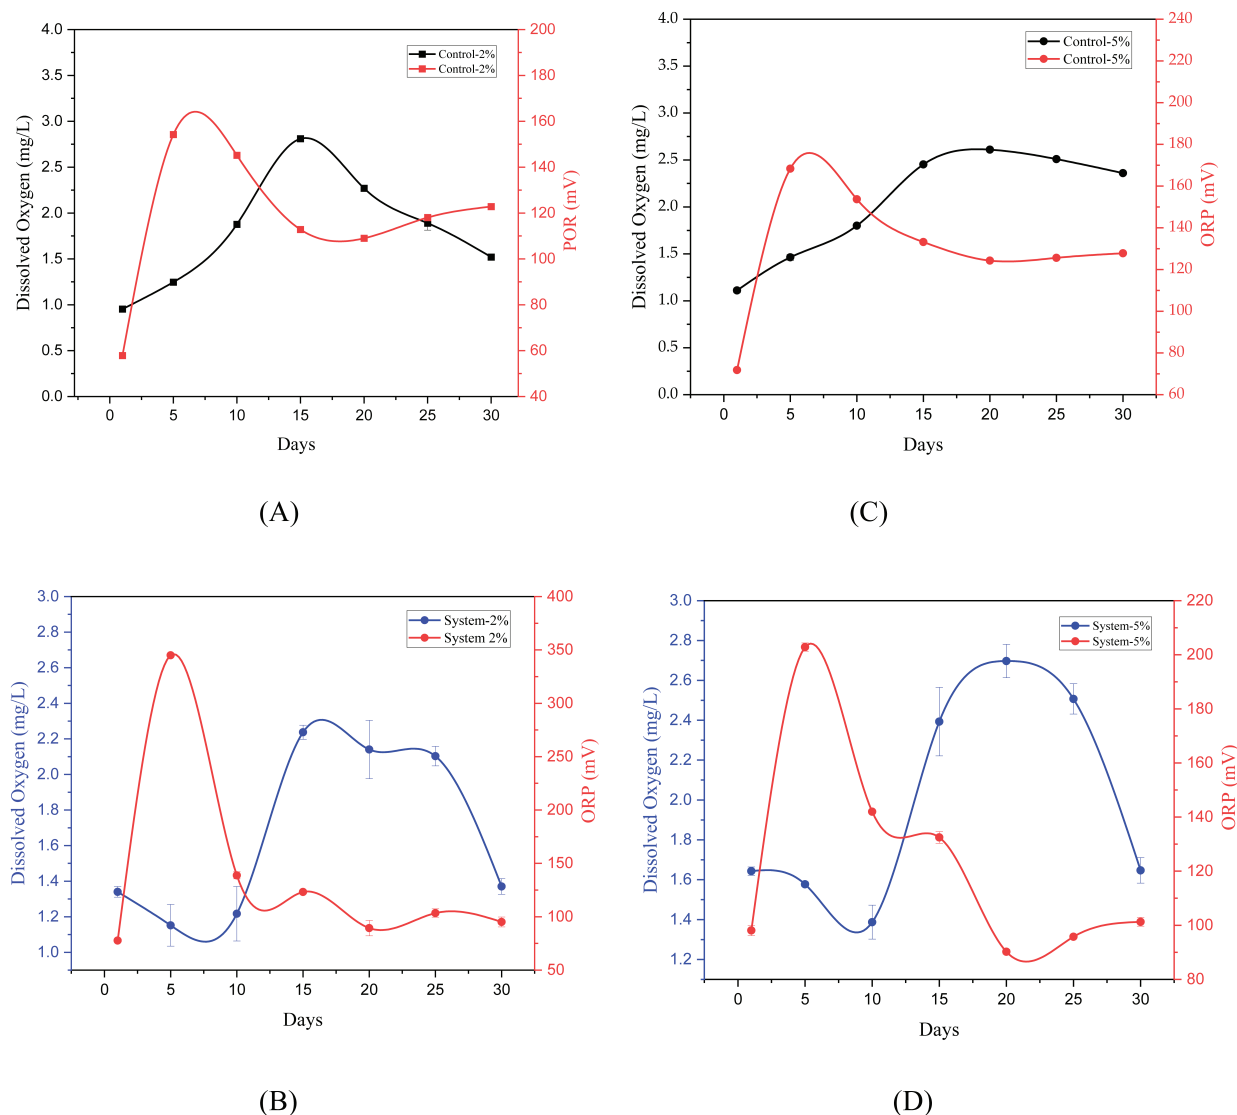 4.0
3.5
3.0
2.5
2.0
1.5
1.0
0.5
0.0
Dissolved Oxygen (mg/L)
Control-2%
Control-2%
200
180
160
140
120
100
80
60
40
POR (mV)
0 5 10 15 20 25 30
Days
(A)
4.0
3.5
3.0
2.5
2.0
1.5
1.0
0.5
0.0
Dissolved Oxygen (mg/L)
Control-5%
Control-5%
240
220
200
180
160
140
120
100
80
60
ORP (mV)
0 5 10 15 20 25 30
Days
(C)
3.0
2.8
2.6
2.4
2.2
2.0
1.8
1.6
1.4
1.2
1.0
Dissolved Oxygen (mg/L)
System-2%
System 2%
400
350
300
250
200
150
100
50
ORP (mV)
0 5 10 15 20 25 30
Days
(B)
3.0
2.8
2.6
2.4
2.2
2.0
1.8
1.6
1.4
1.2
Dissolved Oxygen (mg/L)
System-5%
System-5%
220
200
180
160
140
120
100
80
ORP (mV)
0 5 10 15 20 25 30
Days
(D)